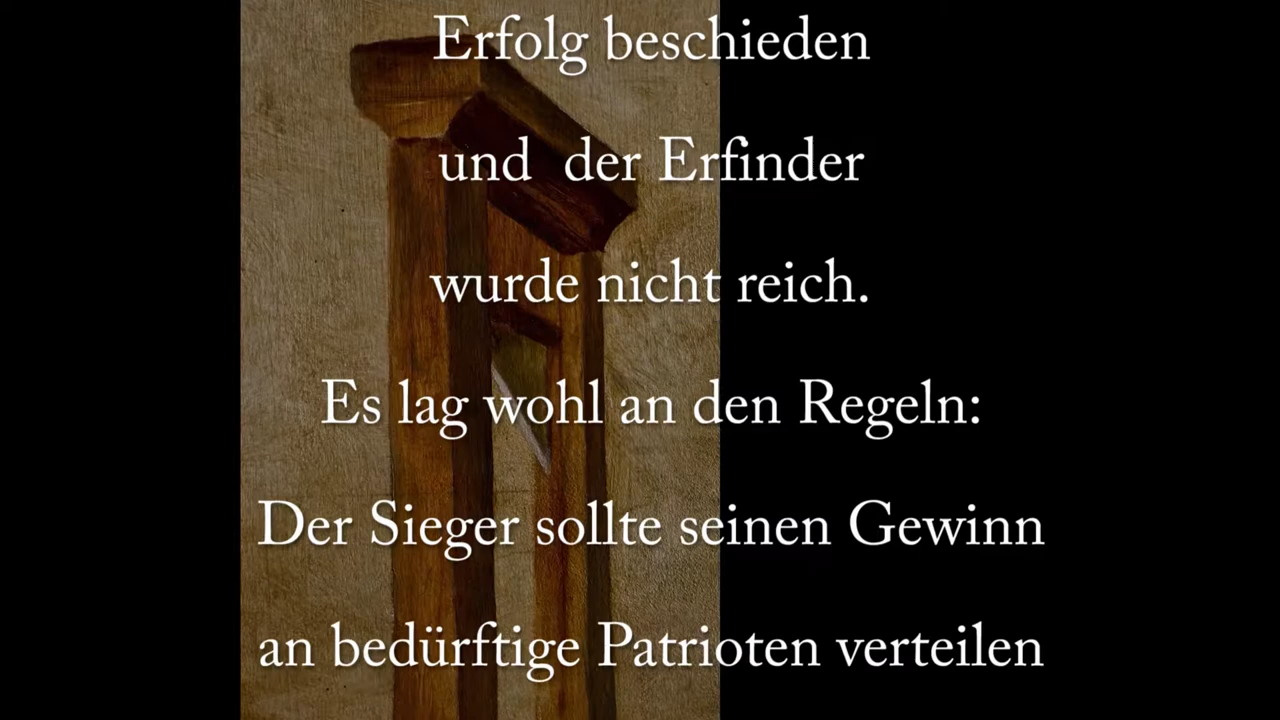 Erfolg beschieden
und der Erfinder
wurde nicht reich.
Es lag wohl an den Regeln:
Der Sieger sollte seinen Gewinn
an bedürftige Patrioten verteilen